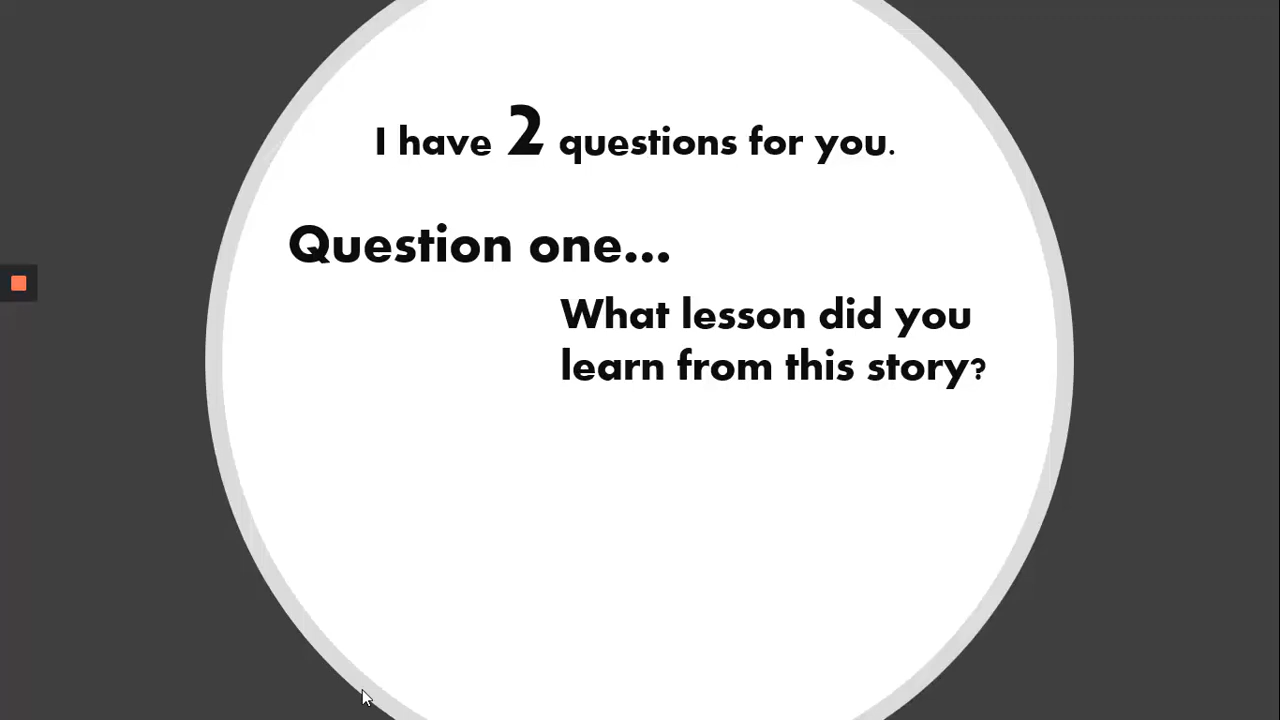 I have 2 questions for you.
Question one...
What lesson did you
learn from this story?